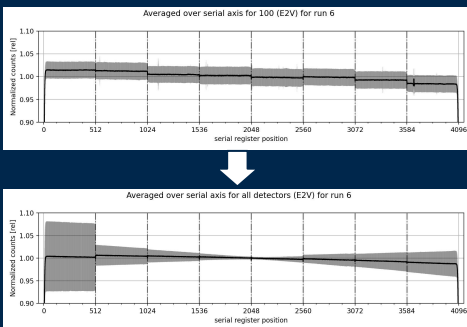 Averaged over serial axis for 100 (E2V) for run 6
Normalized counts [rel]
1.10
1.05
1.00
0.95
0.90
0 512 1024 1536 2048 2560 3072 3584 4096
serial register position
Averaged over serial axis for all detectors (E2V) for run 6
Normalized counts [rel]
1.10
1.05
1.00
0.95
0.90
0 512 1024 1536 2048 2560 3072 3584 4096
serial register position